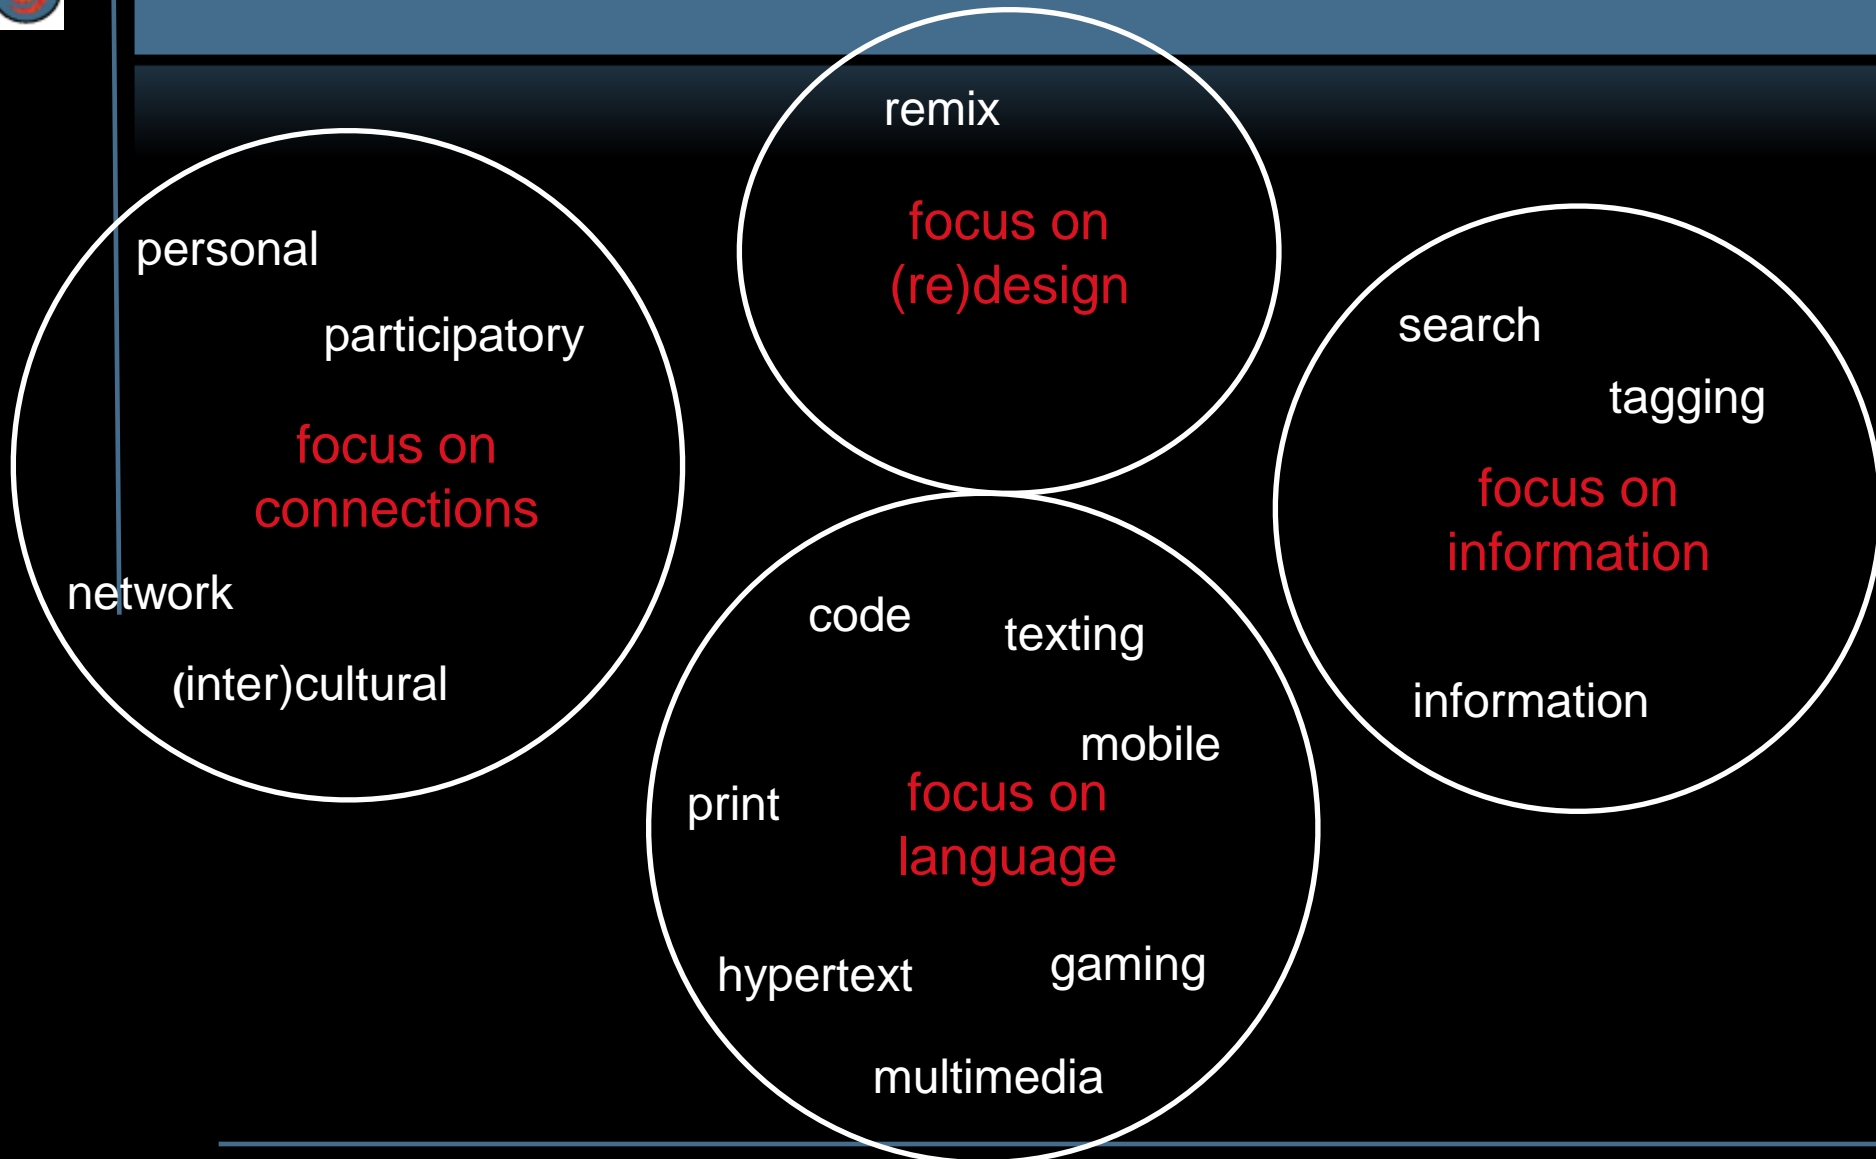 remix
focus on
(re)design
personal
participatory
focus on
connections
network
(inter)cultural
search
tagging
focus on
information
information
code
texting
mobile
print
focus on
language
hypertext
gaming
multimedia